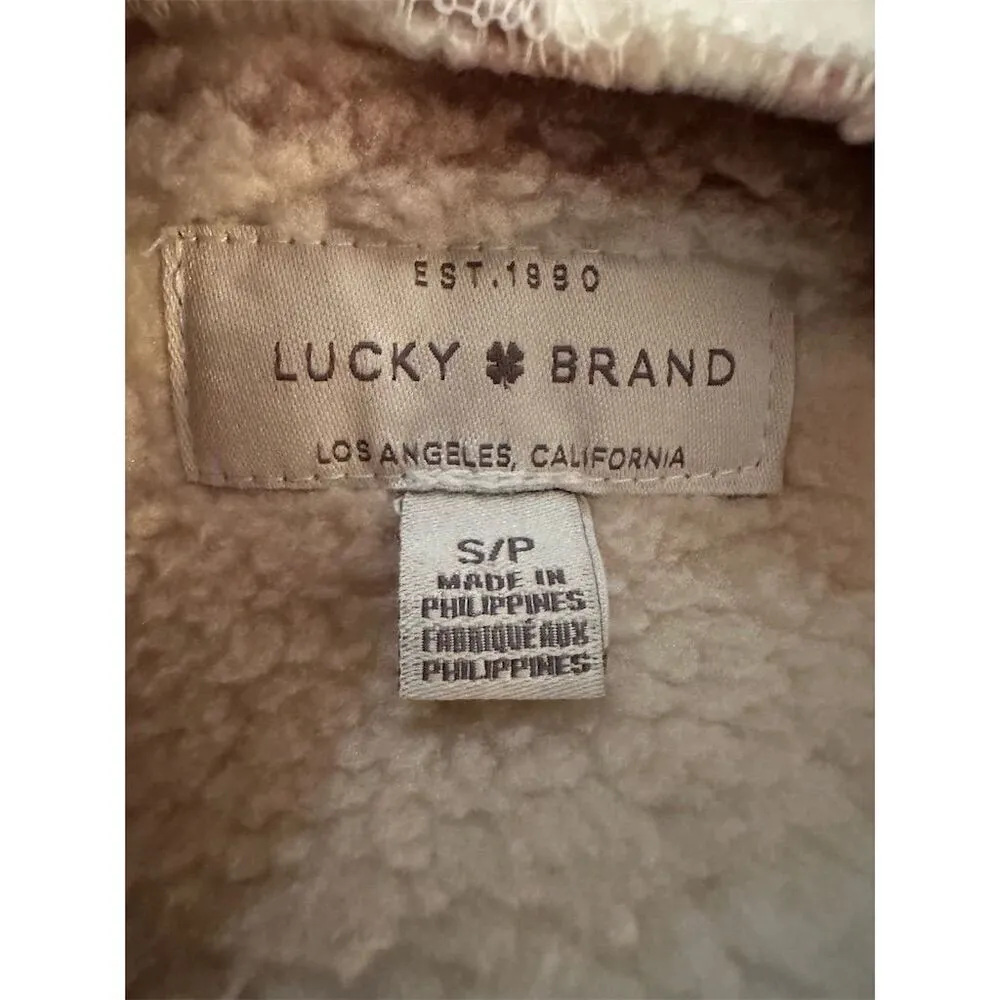 EST.1990
LUCKY BRAND
LOS ANGELES, CALIFORNIA
S/P
MADE IN
PHILIPPINES
FABRIQUÉ AUX
PHILIPPINES